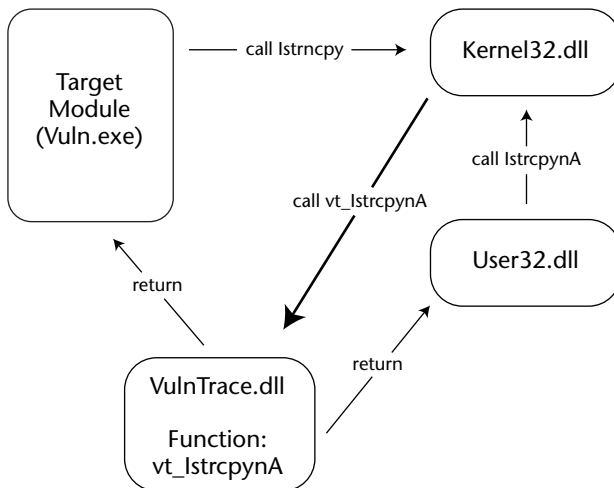 Target
Module
(Vuln.exe)
call lstrncpy
Kernel32.dll
call lstrcpynA
call vt_lstrcpynA
User32.dll
return
return
VulnTrace.dll
Function:
vt_lstrcpynA